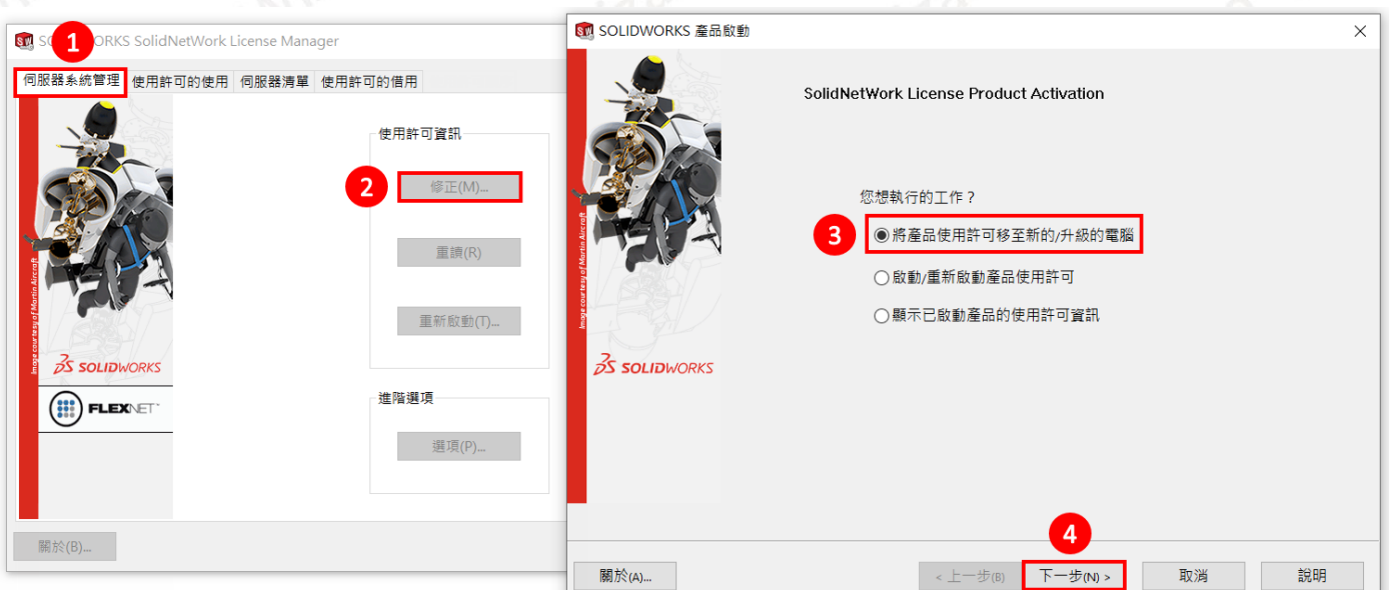 1
SOLIDWORKS SolidNetWork License Manager
伺服器系統管理
使用許可的使用
伺服器清單
使用許可的借用
使用許可資訊
2
修正(M)...
重讀(R)
重新啟動(T)...
進階選項
選項(P)...
Image courtesy of Martin Aircraft
SOLIDWORKS
FLEXNET
關於(B)...
SOLIDWORKS 產品啟動
SolidNetWork License Product Activation
您想執行的工作？
3
將產品使用許可移至新的/升級的電腦
啟動/重新啟動產品使用許可
顯示已啟動產品的使用許可資訊
Image courtesy of Martin Aircraft
SOLIDWORKS
4
關於(A)...
< 上一步(B)
下一步(N) >
取消
說明